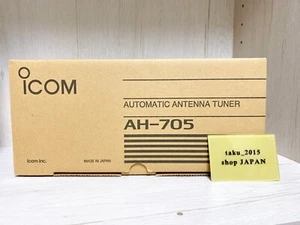 ICOM
AUTOMATIC ANTENNA TUNER
AH-705
Icom Inc.
MADE IN JAPAN
taku_2015
shop JAPAN